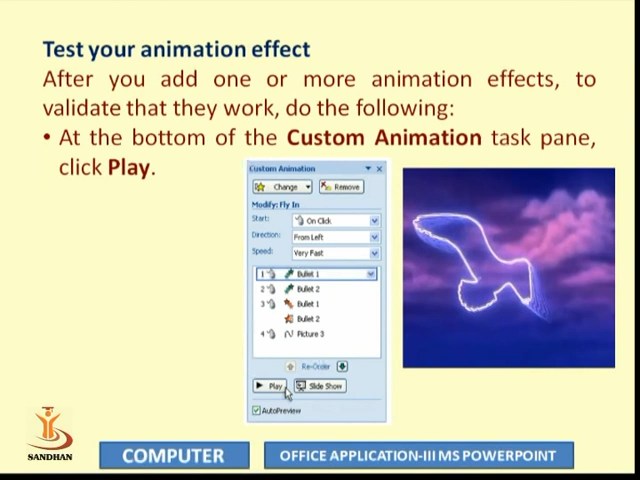 Test your animation effect
After you add one or more animation effects, to
validate that they work, do the following:
• At the bottom of the Custom Animation task pane,
click Play.
Custom Animation
Change
Remove
Modify: Fly In
Start: On Click
Direction: From Left
Speed: Very Fast
1 Bullet 1
2 Bullet 2
3 Bullet 1
Bullet 2
4 Picture 3
Re-Order
Play
Slide Show
AutoPreview
SANDHAN
COMPUTER
OFFICE APPLICATION-III MS POWERPOINT